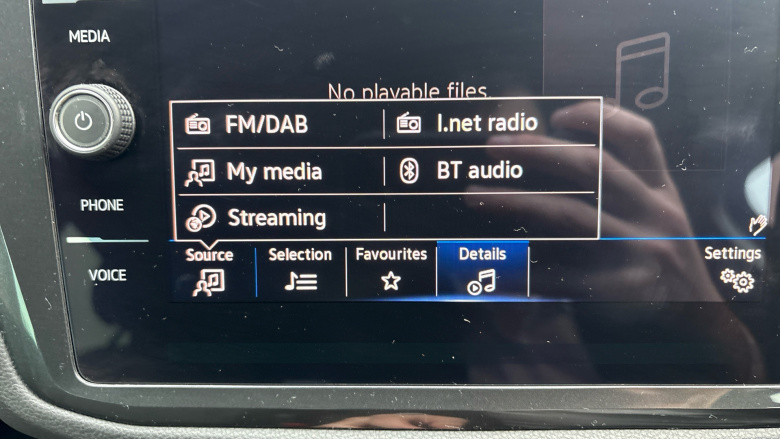 MEDIA
No playable files.
FM/DAB
I.net radio
My media
BT audio
PHONE
Streaming
Source
Selection
Favourites
Details
Settings
VOICE